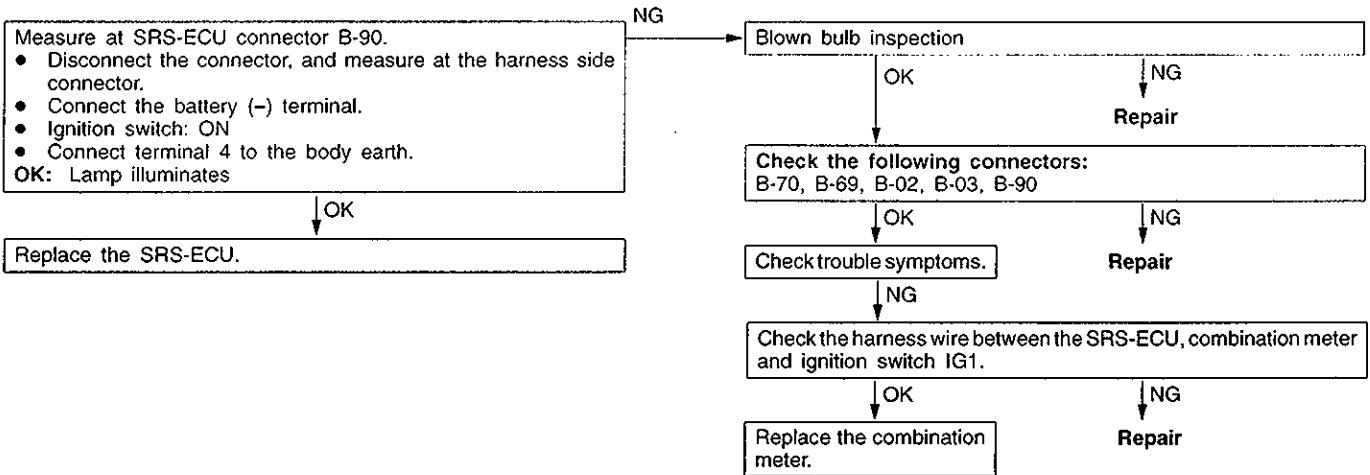 NG
Measure at SRS-ECU connector B-90.
● Disconnect the connector, and measure at the harness side
connector.
● Connect the battery (–) terminal.
● Ignition switch: ON
● Connect terminal 4 to the body earth.
OK: Lamp illuminates
OK
Replace the SRS-ECU.
Blown bulb inspection
OK
NG
Repair
Check the following connectors:
B-70, B-69, B-02, B-03, B-90
OK
NG
Check trouble symptoms.
Repair
NG
Check the harness wire between the SRS-ECU, combination meter
and ignition switch IG1.
OK
NG
Replace the combination
meter.
Repair